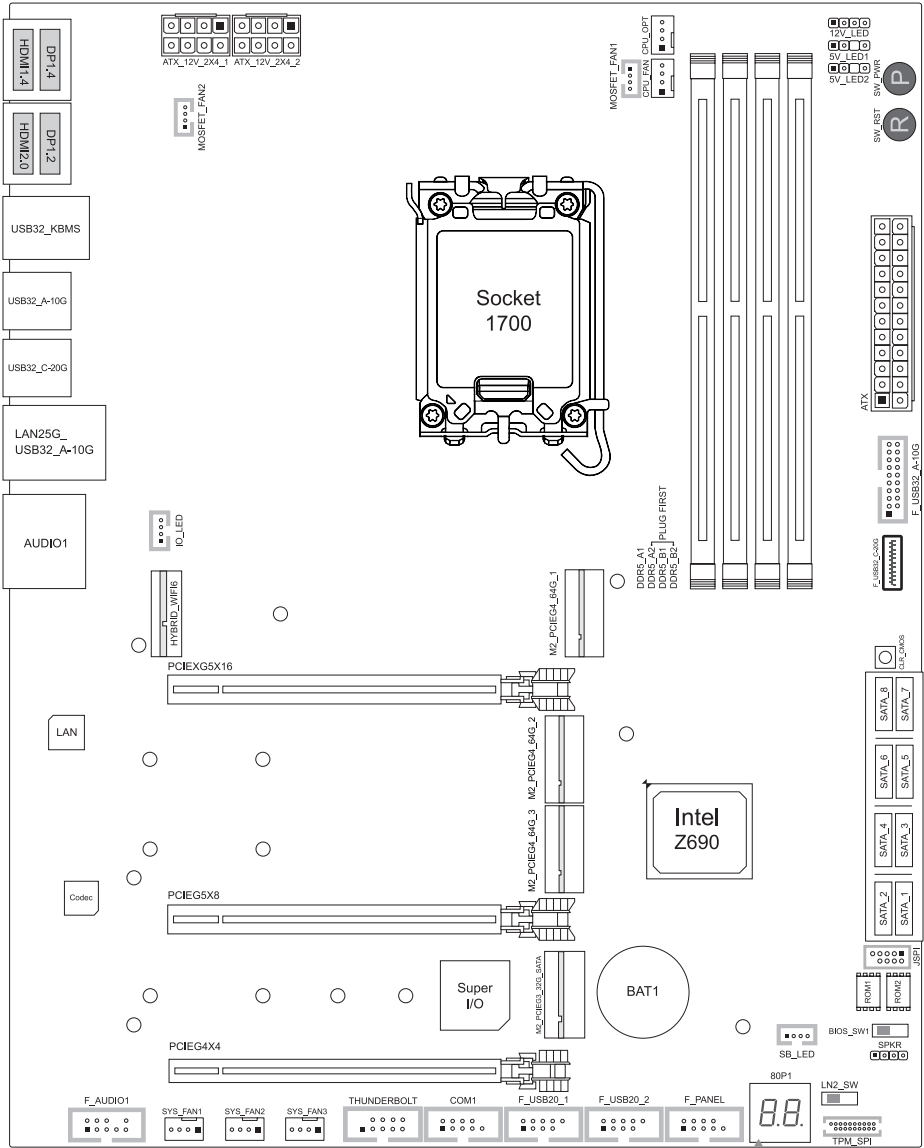 ATX_12V_2X4_1
ATX_12V_2X4_2
MOSFET_FAN2
MOSFET_FAN1
CPU_OPT
CPU_FAN
12V_LED
5V_LED1
5V_LED2
SW_PWR
P
SW_RST
R
HDMI1.4
DP1.4
HDMI2.0
DP1.2
USB32_KBMS
USB32_A-10G
USB32_C-20G
LAN25G_
USB32_A-10G
AUDIO1
Socket
1700
ATX
F_USB32_A-10G
F_USB32_C-20G
IO_LED
HYBRID_WIFI6
M2_PCIEG4_64G_1
DDR5_A1
DDR5_A2
DDR5_B1
DDR5_B2
PLUG FIRST
CLR_CMOS
PCIEXG5X16
LAN
M2_PCIEG4_64G_2
M2_PCIEG4_64G_3
Intel
Z690
SATA_8
SATA_7
SATA_6
SATA_5
SATA_4
SATA_3
SATA_2
SATA_1
Codec
PCIEG5X8
JSPI
Super
I/O
M2_PCIEG3_32G_SATA
BAT1
ROM1
ROM2
BIOS_SW1
SPKR
SB_LED
PCIEG4X4
80P1
8.8.
LN2_SW
F_AUDIO1
SYS_FAN1
SYS_FAN2
SYS_FAN3
THUNDERBOLT
COM1
F_USB20_1
F_USB20_2
F_PANEL
TPM_SPI